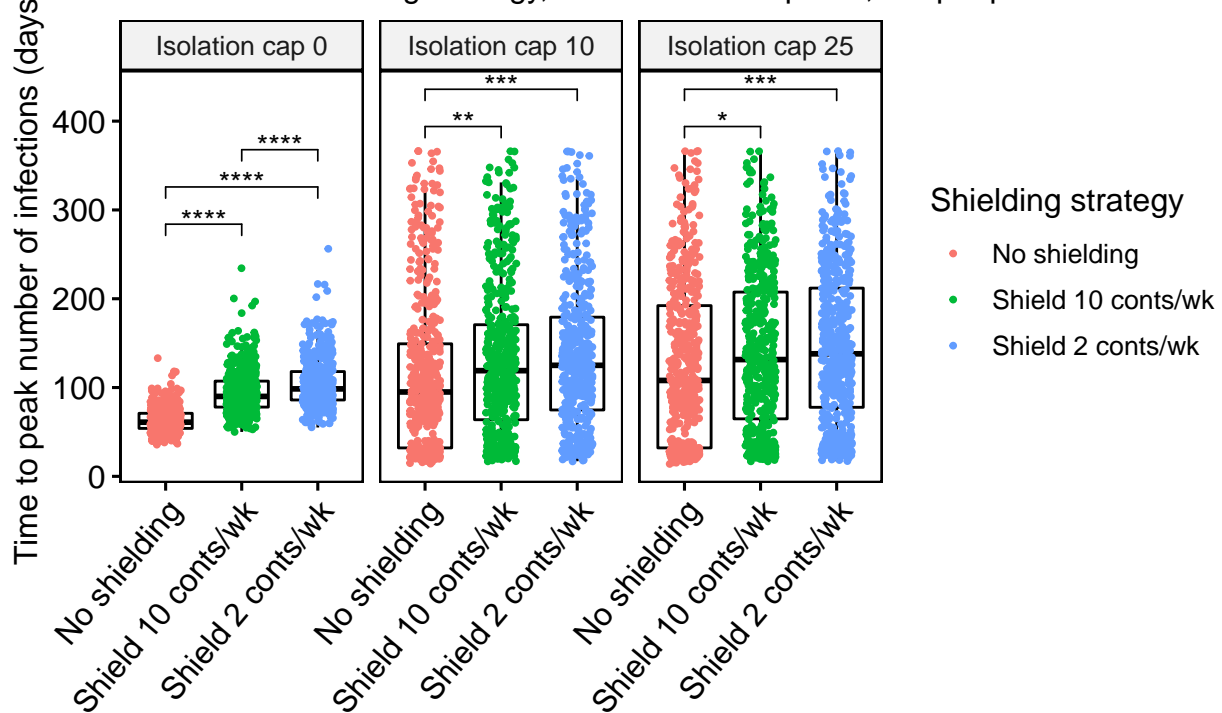 Isolation cap 0
Isolation cap 10
Isolation cap 25
Time to peak number of infections (days
400
300
200
100
0
****
****
****
***
**
***
*
No shielding
Shield 10 conts/wk
Shield 2 conts/wk
No shielding
Shield 10 conts/wk
Shield 2 conts/wk
No shielding
Shield 10 conts/wk
Shield 2 conts/wk
Shielding strategy
No shielding
Shield 10 conts/wk
Shield 2 conts/wk